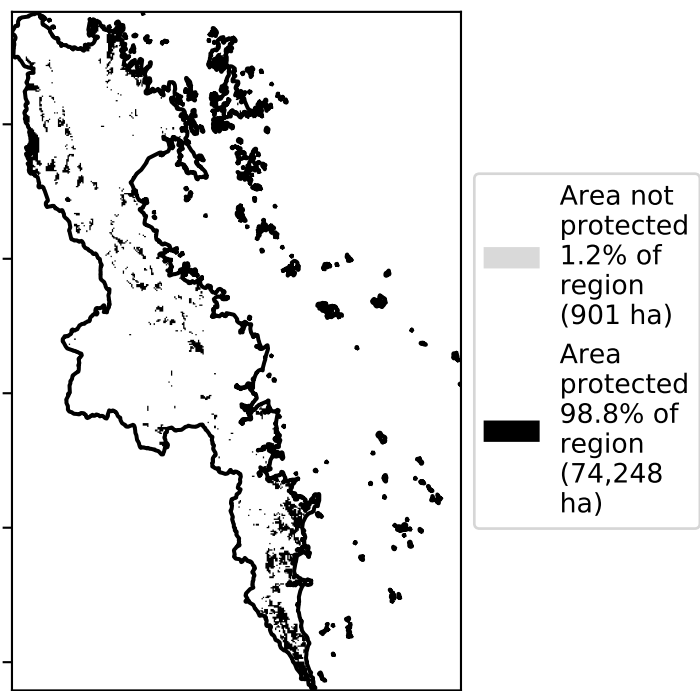 Area not
protected
1.2% of
region
(901 ha)
Area
protected
98.8% of
region
(74,248
ha)